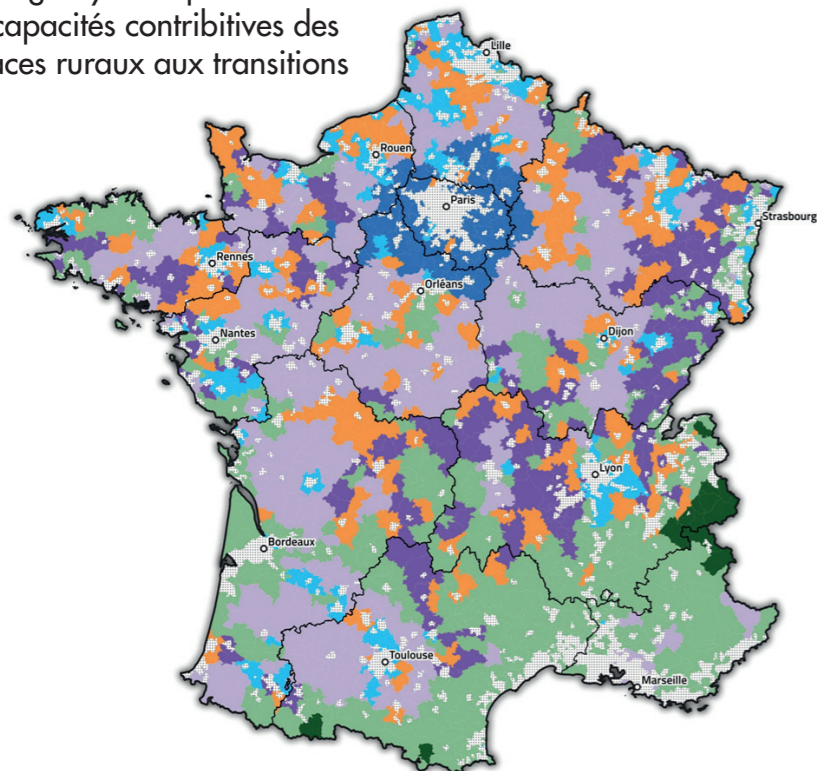 capacités contributives des
aces ruraux aux transitions
Lille
Rouen
Paris
Strasbourg
Rennes
Orléans
Nantes
Dijon
Lyon
Bordeaux
Toulouse
Marseille